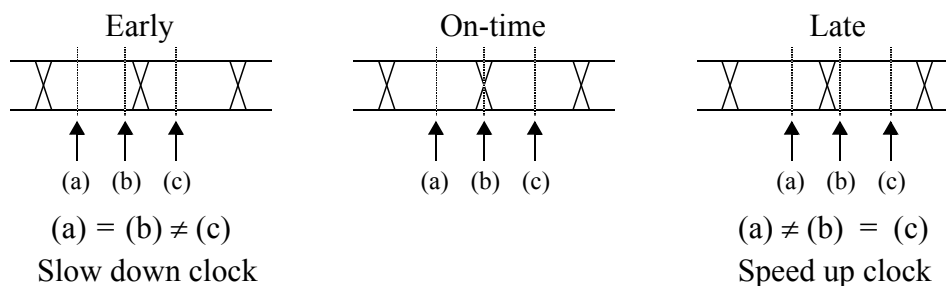 Early On-time Late
(a) (b) (c) (a) (b) (c) (a) (b) (c)
(a) = (b) ≠ (c) (a) ≠ (b) = (c)
Slow down clock Speed up clock